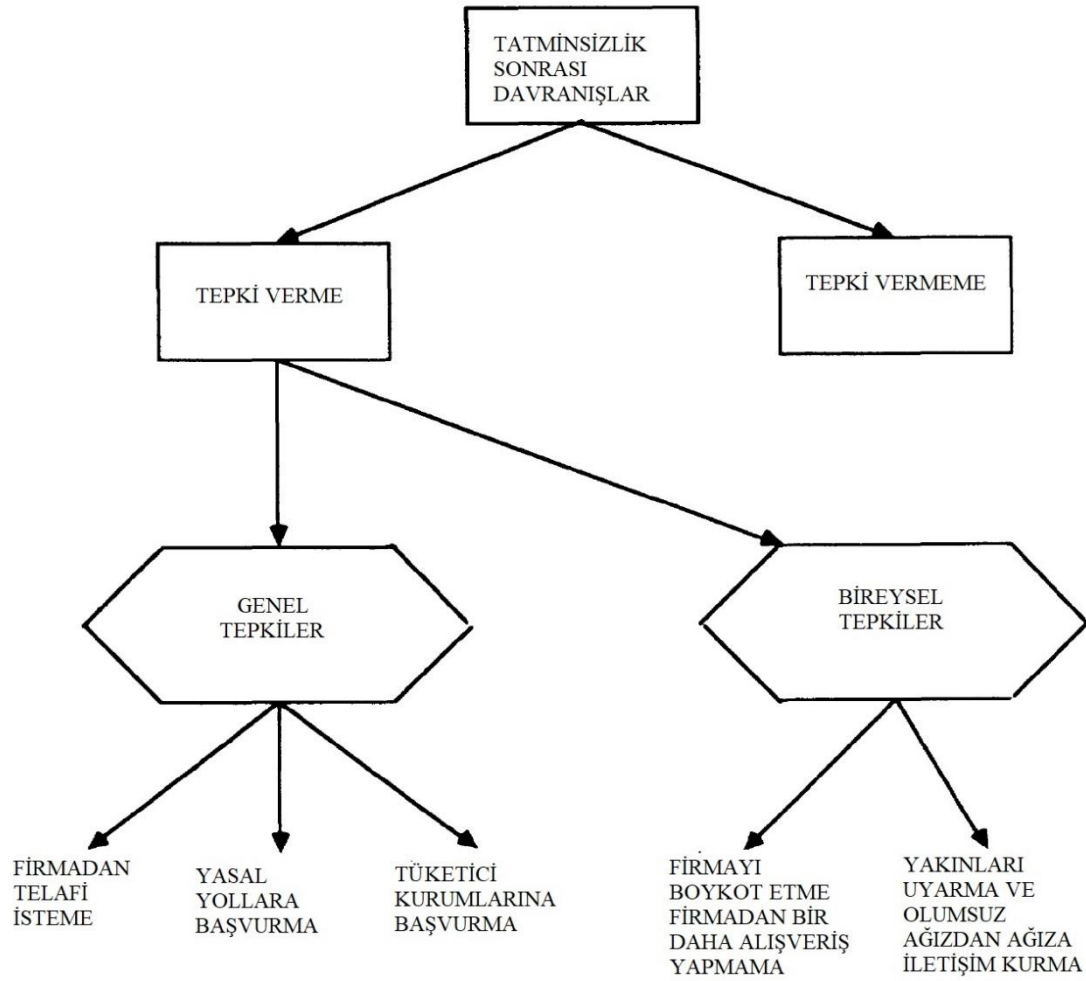 TATMİNSİZLİK
SONRASI
DAVRANIŞLAR
TEPKİ VERME
TEPKİ VERMEME
GENEL
TEPKİLER
BİREYSEL
TEPKİLER
FİRMADAN
TELAFİ
İSTEME
YASAL
YOLLARA
BAŞVURMA
TÜKETİCİ
KURUMLARINA
BAŞVURMA
FİRMAYI
BOYKOT ETME
FİRMADAN BİR
DAHA ALIŞVERİŞ
YAPMAMA
YAKINLARI
UYARMA VE
OLUMSUZ
AĞIZDAN AĞIZA
İLETİŞİM KURMA